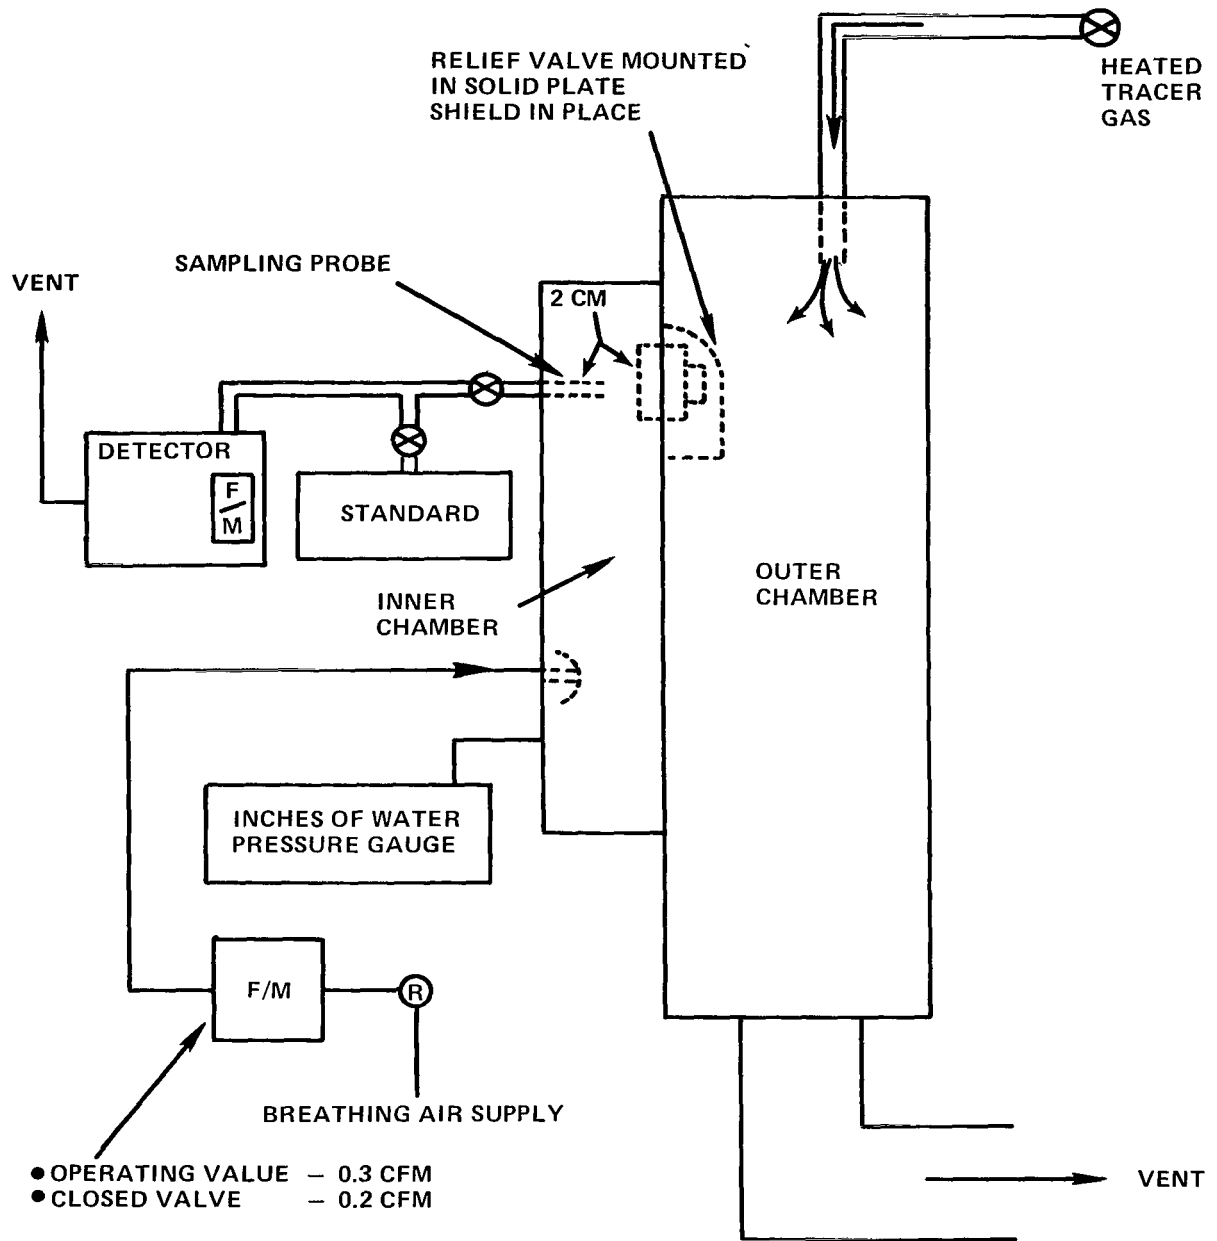 RELIEF VALVE MOUNTED
IN SOLID PLATE
SHIELD IN PLACE
HEATED
TRACER
GAS
SAMPLING PROBE
VENT
2 CM
DETECTOR
F/M
STANDARD
OUTER
CHAMBER
INNER
CHAMBER
INCHES OF WATER
PRESSURE GAUGE
F/M
R
BREATHING AIR SUPPLY
● OPERATING VALUE – 0.3 CFM
● CLOSED VALVE – 0.2 CFM
VENT